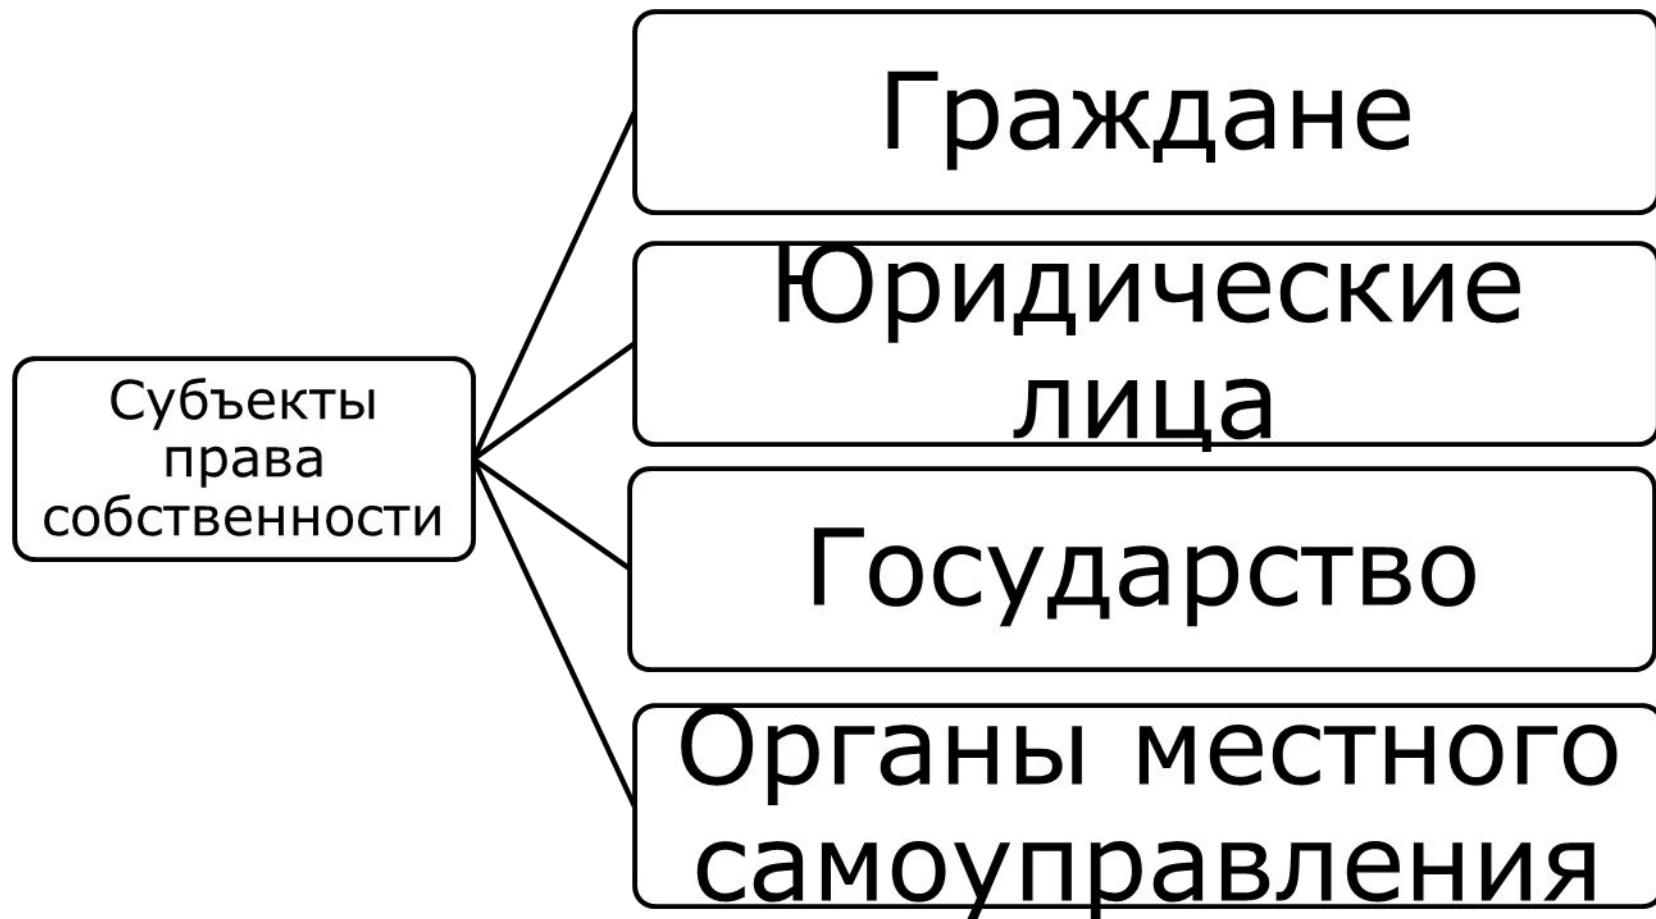 Граждане
Юридические
лица
Субъекты
права
собственности
Государство
Органы местного
самоуправления